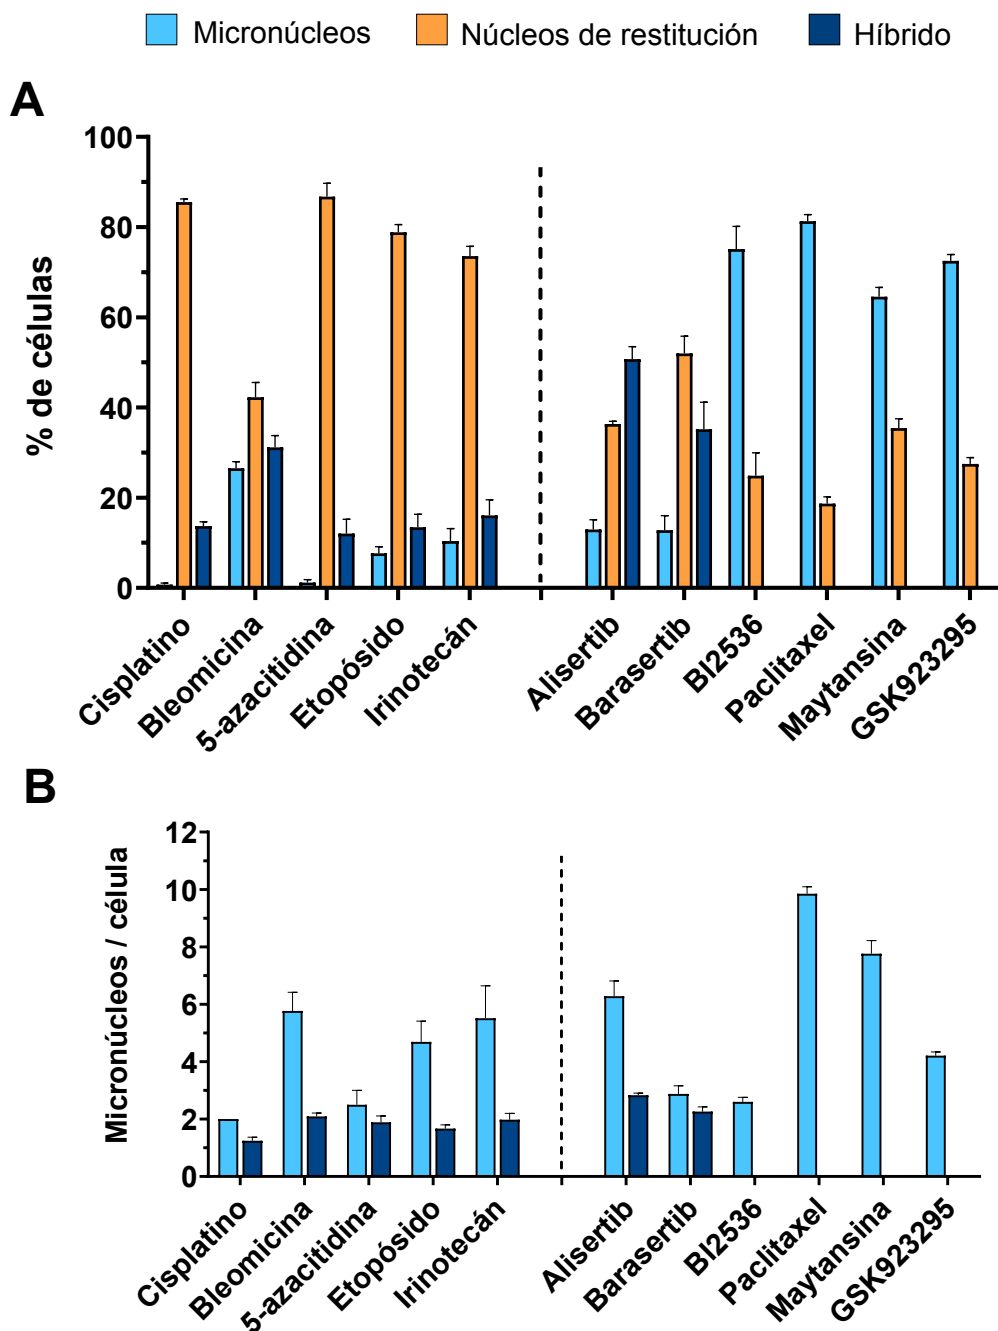 Micronúcleos Núcleos de restitución Híbrido
A
% de células
100
80
60
40
20
0
Cisplatino
Bleomicina
5-azacitidina
Etopósido
Irinotecán
Alisertib
Barasertib
BI2536
Paclitaxel
Maytansina
GSK923295
B
Micronúcleos / célula
12
10
8
6
4
2
0
Cisplatino
Bleomicina
5-azacitidina
Etopósido
Irinotecán
Alisertib
Barasertib
BI2536
Paclitaxel
Maytansina
GSK923295